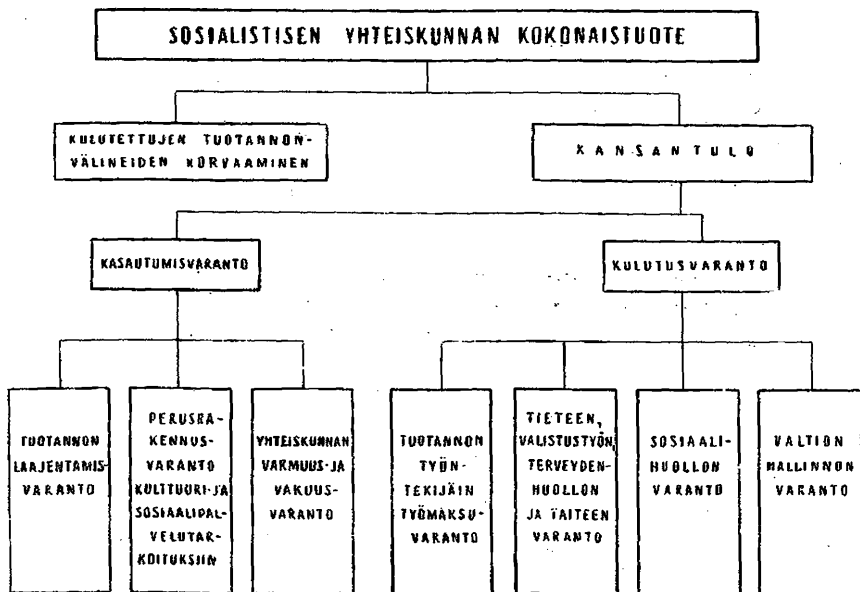 SOSIALISTISEN YHTEISKUNNAN KOKONAISTUOTE
KULUTETTUJEN TUOTANNON-
VÄLINEIDEN KORVAAMINEN
KANSANTULO
KASAUTUMISVARANTO
KULUTUSVARANTO
TUOTANNON
LAAJENTAMIS-
VARANTO
PERUSRA-
KENNUS-
VARANTO
KULTTUURI-JA
SOSIAALIPAL-
VELUTAR-
KOITUKSIIN
YHTEISKUNNAN
VARMUUS-JA
VAKUUS-
VARANTO
TUOTANNON
TYÖN-
TEKIJÄIN
TYÖMAKSU-
VARANTO
TIETEEN,
VALISTUSTYÖN,
TERVEYDEN-
HUOLLON
JA TAITEEN
VARANTO
SOSIAALI-
HUOLLON
VARANTO
VALTION
HALLINNON
VARANTO